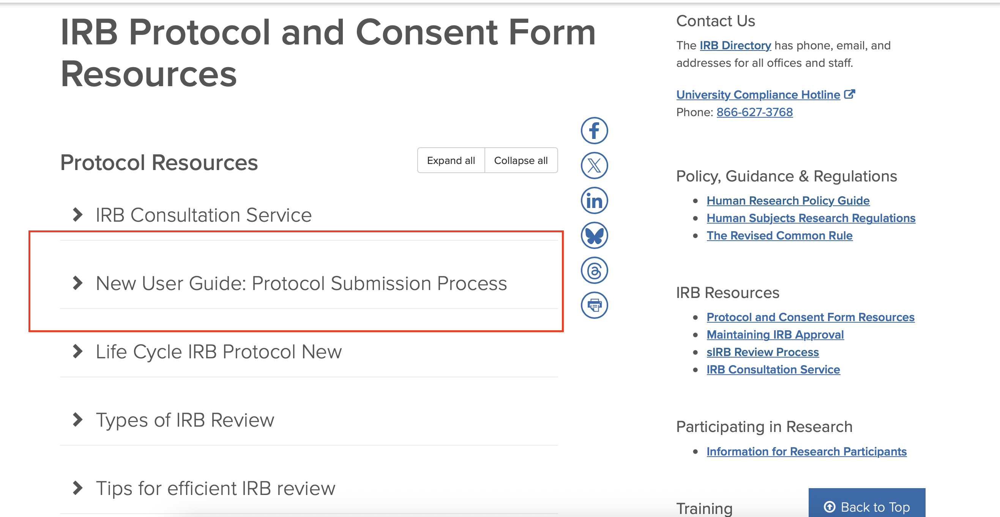 IRB Protocol and Consent Form
Resources
Protocol Resources
Expand all
Collapse all
IRB Consultation Service
New User Guide: Protocol Submission Process
Life Cycle IRB Protocol New
Types of IRB Review
Tips for efficient IRB review
Contact Us
The IRB Directory has phone, email, and
addresses for all offices and staff.
University Compliance Hotline
Phone: 866-627-3768
Policy, Guidance & Regulations
Human Research Policy Guide
Human Subjects Research Regulations
The Revised Common Rule
IRB Resources
Protocol and Consent Form Resources
Maintaining IRB Approval
sIRB Review Process
IRB Consultation Service
Participating in Research
Information for Research Participants
Training
Back to Top